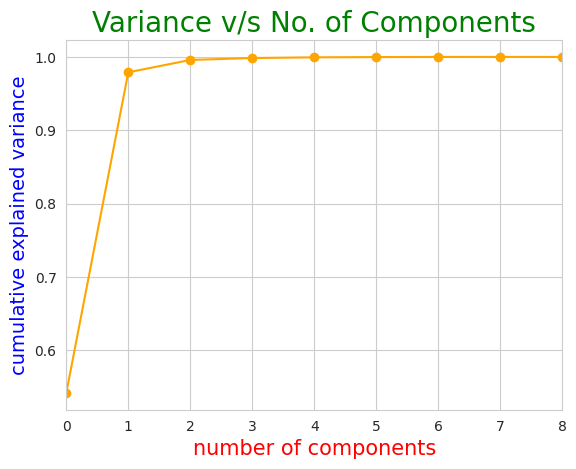 Variance v/s No. of Components
cumulative explained variance
1.0
0.9
0.8
0.7
0.6
0 1 2 3 4 5 6 7 8
number of components